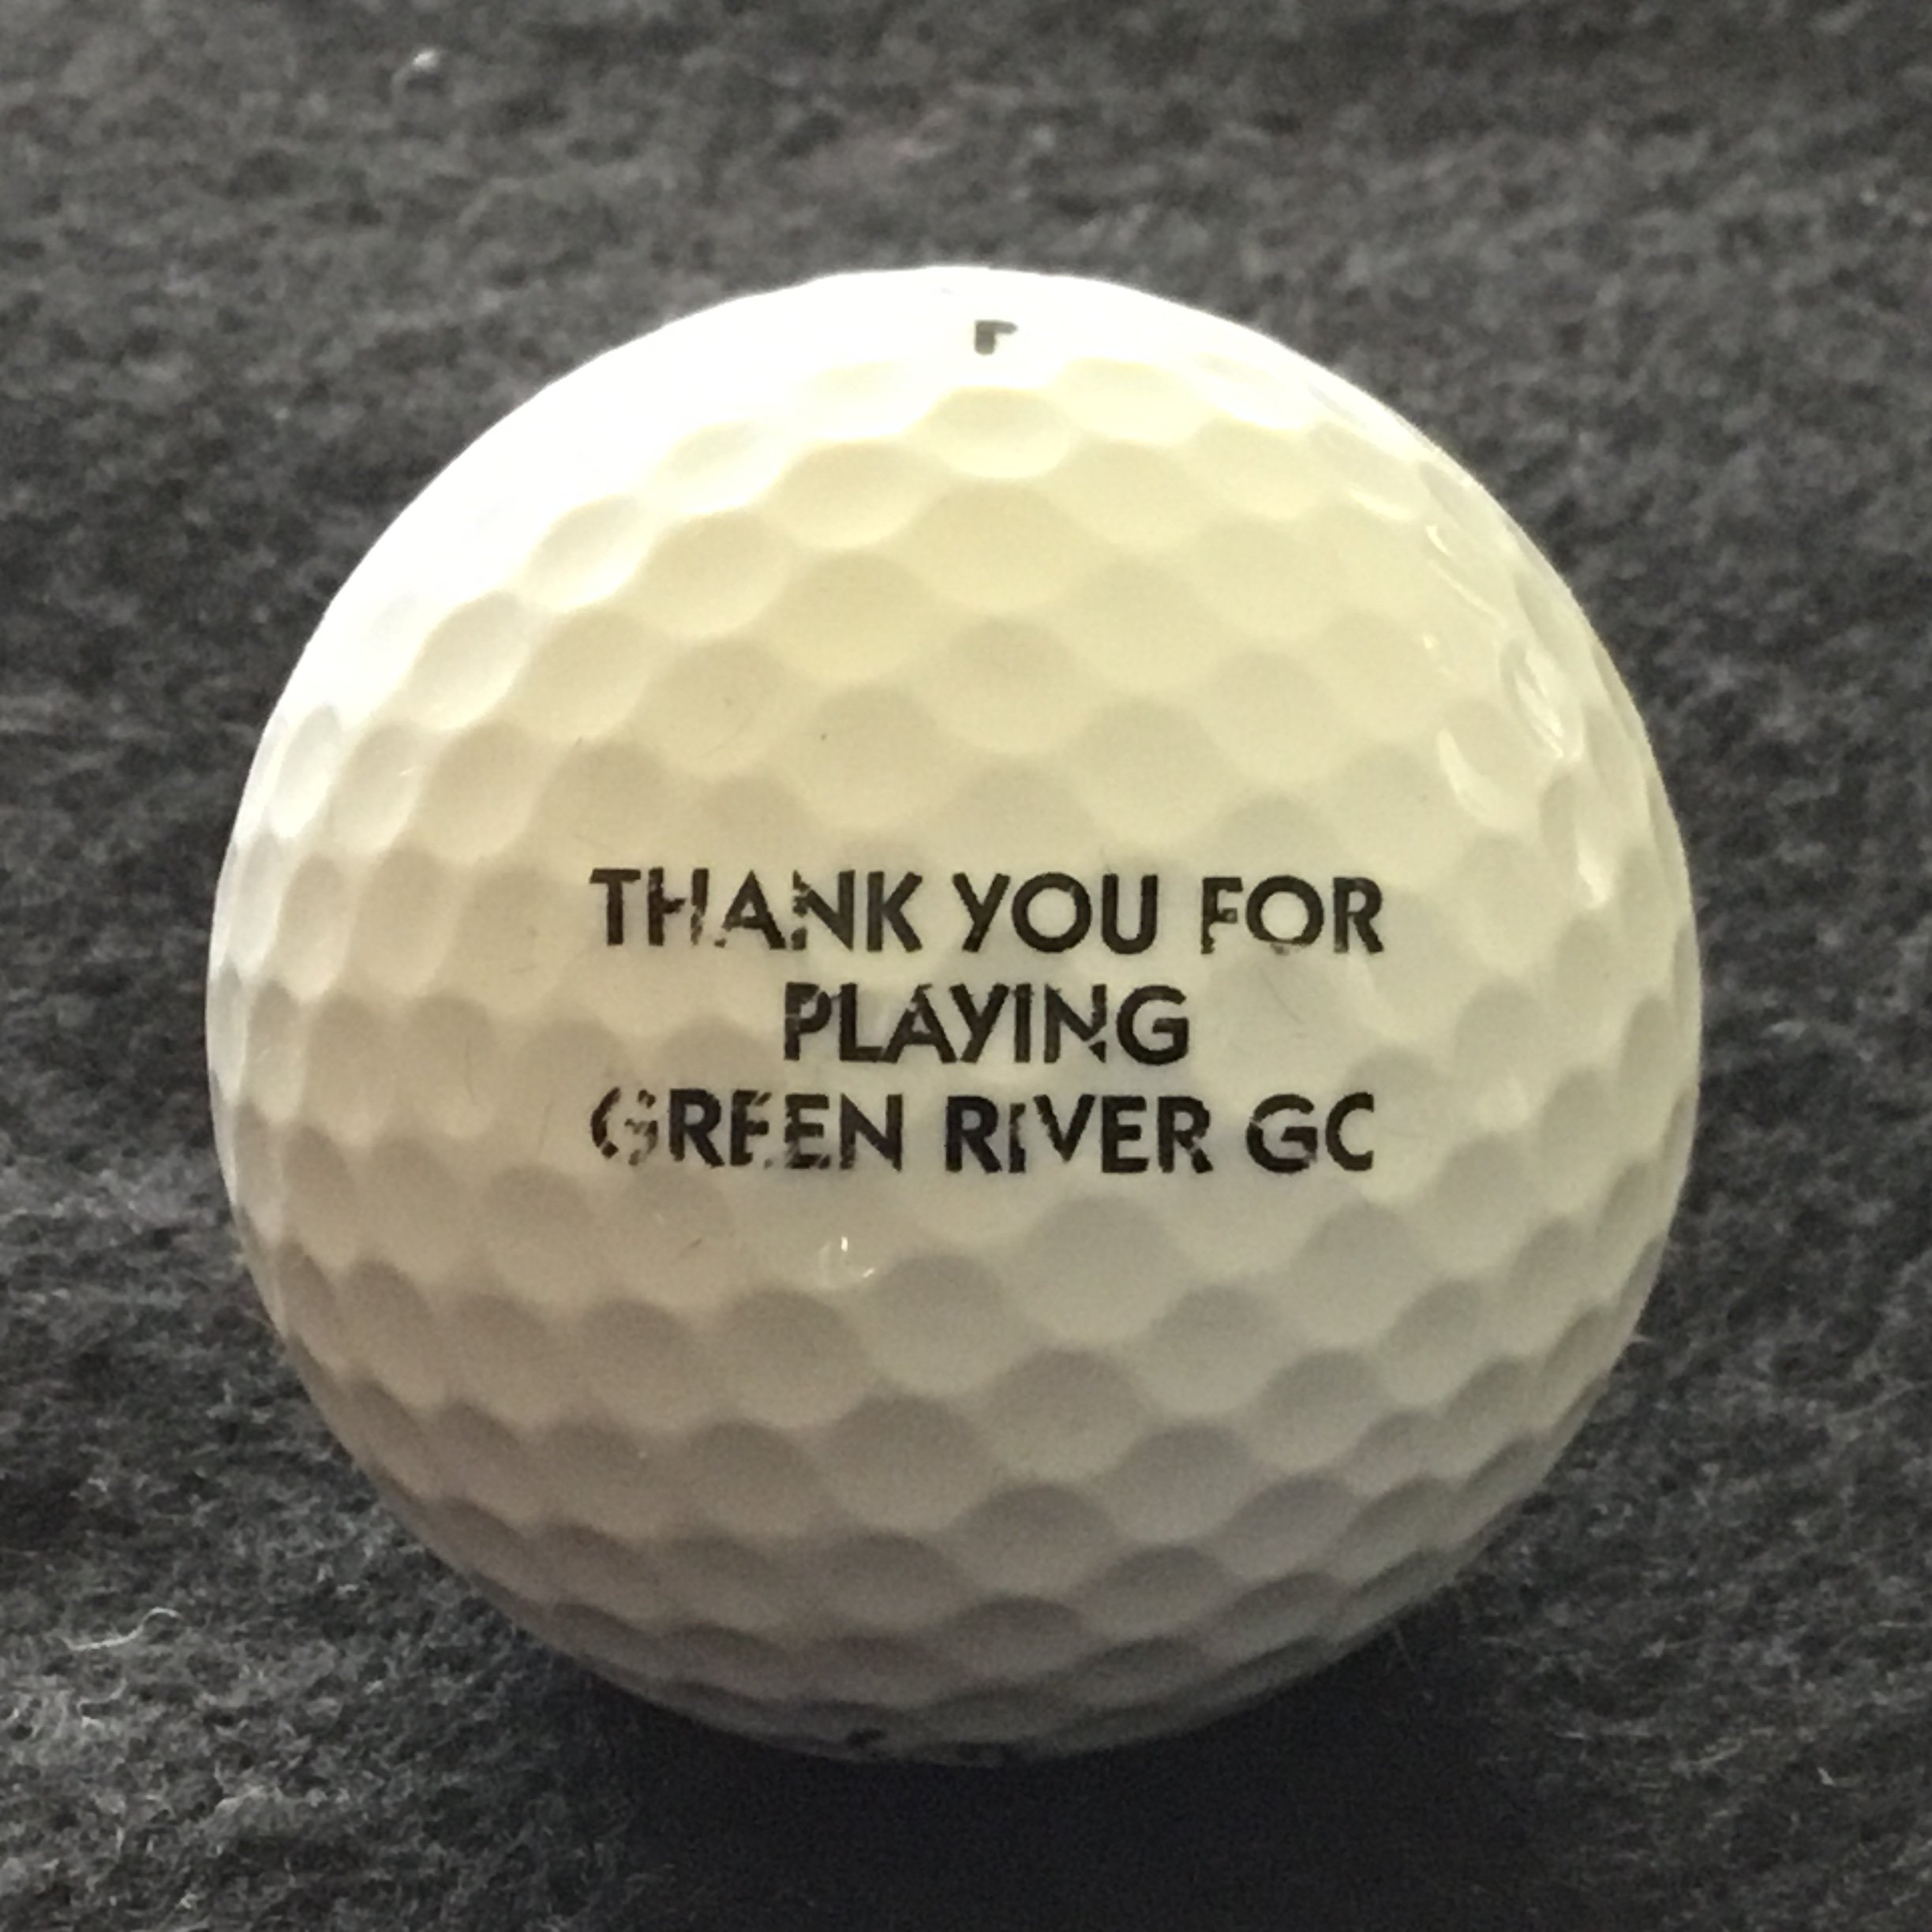 THANK YOU FOR
PLAYING
GREEN RIVER GC